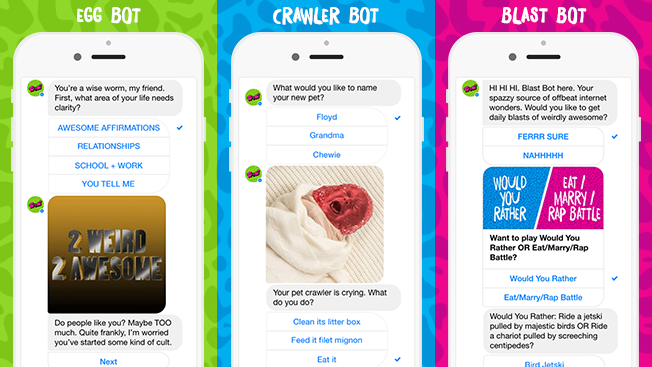 EGG BOT
You're a wise worm, my friend.
First, what area of your life needs
clarity?
AWESOME AFFIRMATIONS
RELATIONSHIPS
SCHOOL + WORK
YOU TELL ME
2 WEIRD
2 AWESOME
Do people like you? Maybe TOO
much. Quite frankly, I'm worried
you've started some kind of cult.
Next
CRAWLER BOT
What would you like to name
your new pet?
Floyd
Grandma
Chewie
Your pet crawler is crying. What
do you do?
Clean its litter box
Feed it filet mignon
Eat it
BLAST BOT
HI HI HI. Blast Bot here. Your
spazzy source of offbeat internet
wonders. Would you like to get
daily blasts of weirdly awesome?
FERRR SURE
NAHHHHH
WOULD
YOU
RATHER
EAT /
MARRY /
RAP BATTLE
Want to play Would You
Rather OR Eat/Marry/Rap
Battle?
Would You Rather
Eat/Marry/Rap Battle
Would You Rather: Ride a jetski
pulled by majestic birds OR Ride
a chariot pulled by screeching
centipedes?
Bird Jetski